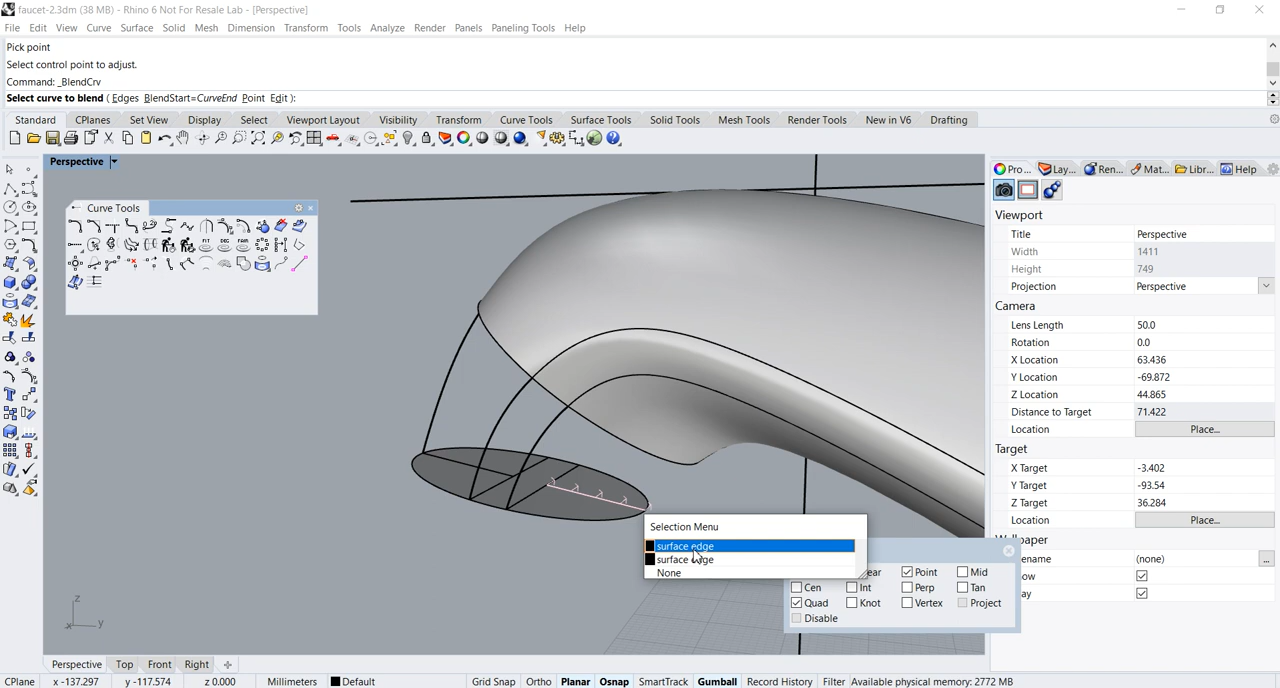 faucet-2.3dm (38 MB) - Rhino 6 Not For Resale Lab - [Perspective]
File Edit View Curve Surface Solid Mesh Dimension Transform Tools Analyze Render Panels Paneling Tools Help
Pick point
Select control point to adjust.
Command: _BlendCrv
Select curve to blend ( Edges BlendStart=CurveEnd Point Edit ):
Standard CPlanes Set View Display Select Viewport Layout Visibility Transform Curve Tools Surface Tools Solid Tools Mesh Tools Render Tools New in V6 Drafting
Perspective
Pro... Lay... Ren... Mat... Libr... Help
Curve Tools
Viewport
Title Perspective
Width 1411
Height 749
Projection Perspective
Camera
Lens Length 50.0
Rotation 0.0
X Location 63.436
Y Location -69.872
Z Location 44.865
Distance to Target 71.422
Location Place...
Target
X Target -3.402
Y Target -93.54
Z Target 36.284
Location Place...
Selection Menu
surface edge
surface edge
None
ear Point Mid
Cen Int Perp Tan
Quad Knot Vertex Project
Disable
aper
ename (none) ...
ow
ay
z
x y
Perspective Top Front Right
CPlane x -137.297 y -117.574 z 0.000 Millimeters Default Grid Snap Ortho Planar Osnap SmartTrack Gumball Record History Filter Available physical memory: 2772 MB